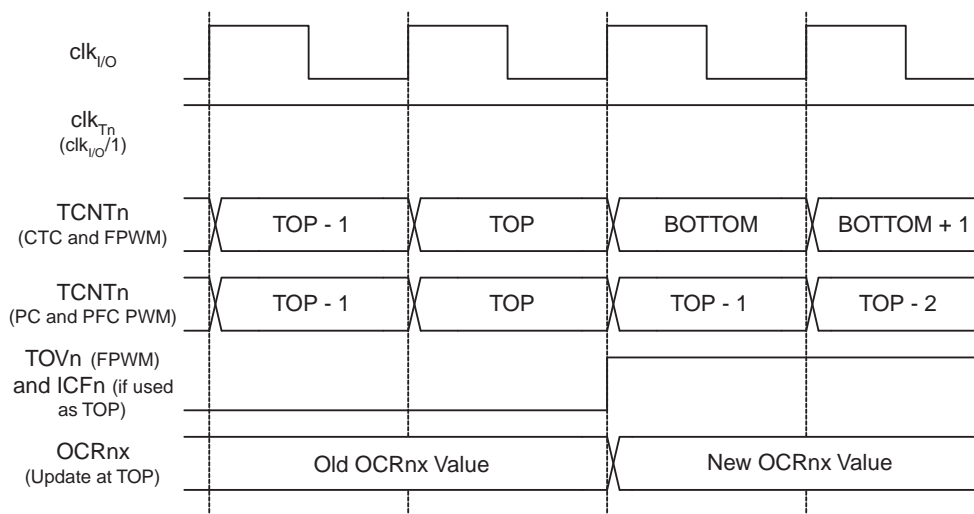 clkI/O
clkTn
(clkI/O/1)
TCNTn
(CTC and FPWM)
TOP - 1
TOP
BOTTOM
BOTTOM + 1
TCNTn
(PC and PFC PWM)
TOP - 1
TOP
TOP - 1
TOP - 2
TOVn (FPWM)
and ICFn (if used
as TOP)
OCRnx
(Update at TOP)
Old OCRnx Value
New OCRnx Value